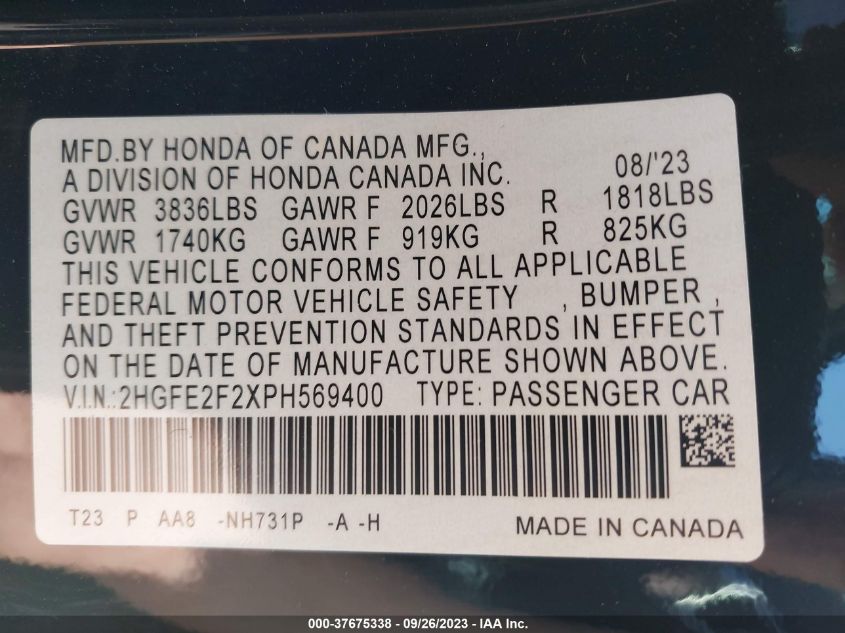 MFD.BY HONDA OF CANADA MFG.,
A DIVISION OF HONDA CANADA INC. 08/'23
GVWR 3836LBS GAWR F 2026LBS R 1818LBS
GVWR 1740KG GAWR F 919KG R 825KG
THIS VEHICLE CONFORMS TO ALL APPLICABLE
FEDERAL MOTOR VEHICLE SAFETY , BUMPER ,
AND THEFT PREVENTION STANDARDS IN EFFECT
ON THE DATE OF MANUFACTURE SHOWN ABOVE.
V.I.N.:2HGFE2F2XPH569400 TYPE: PASSENGER CAR
T23 P AA8 -NH731P -A -H MADE IN CANADA
000-37675338 - 09/26/2023 - IAA Inc.